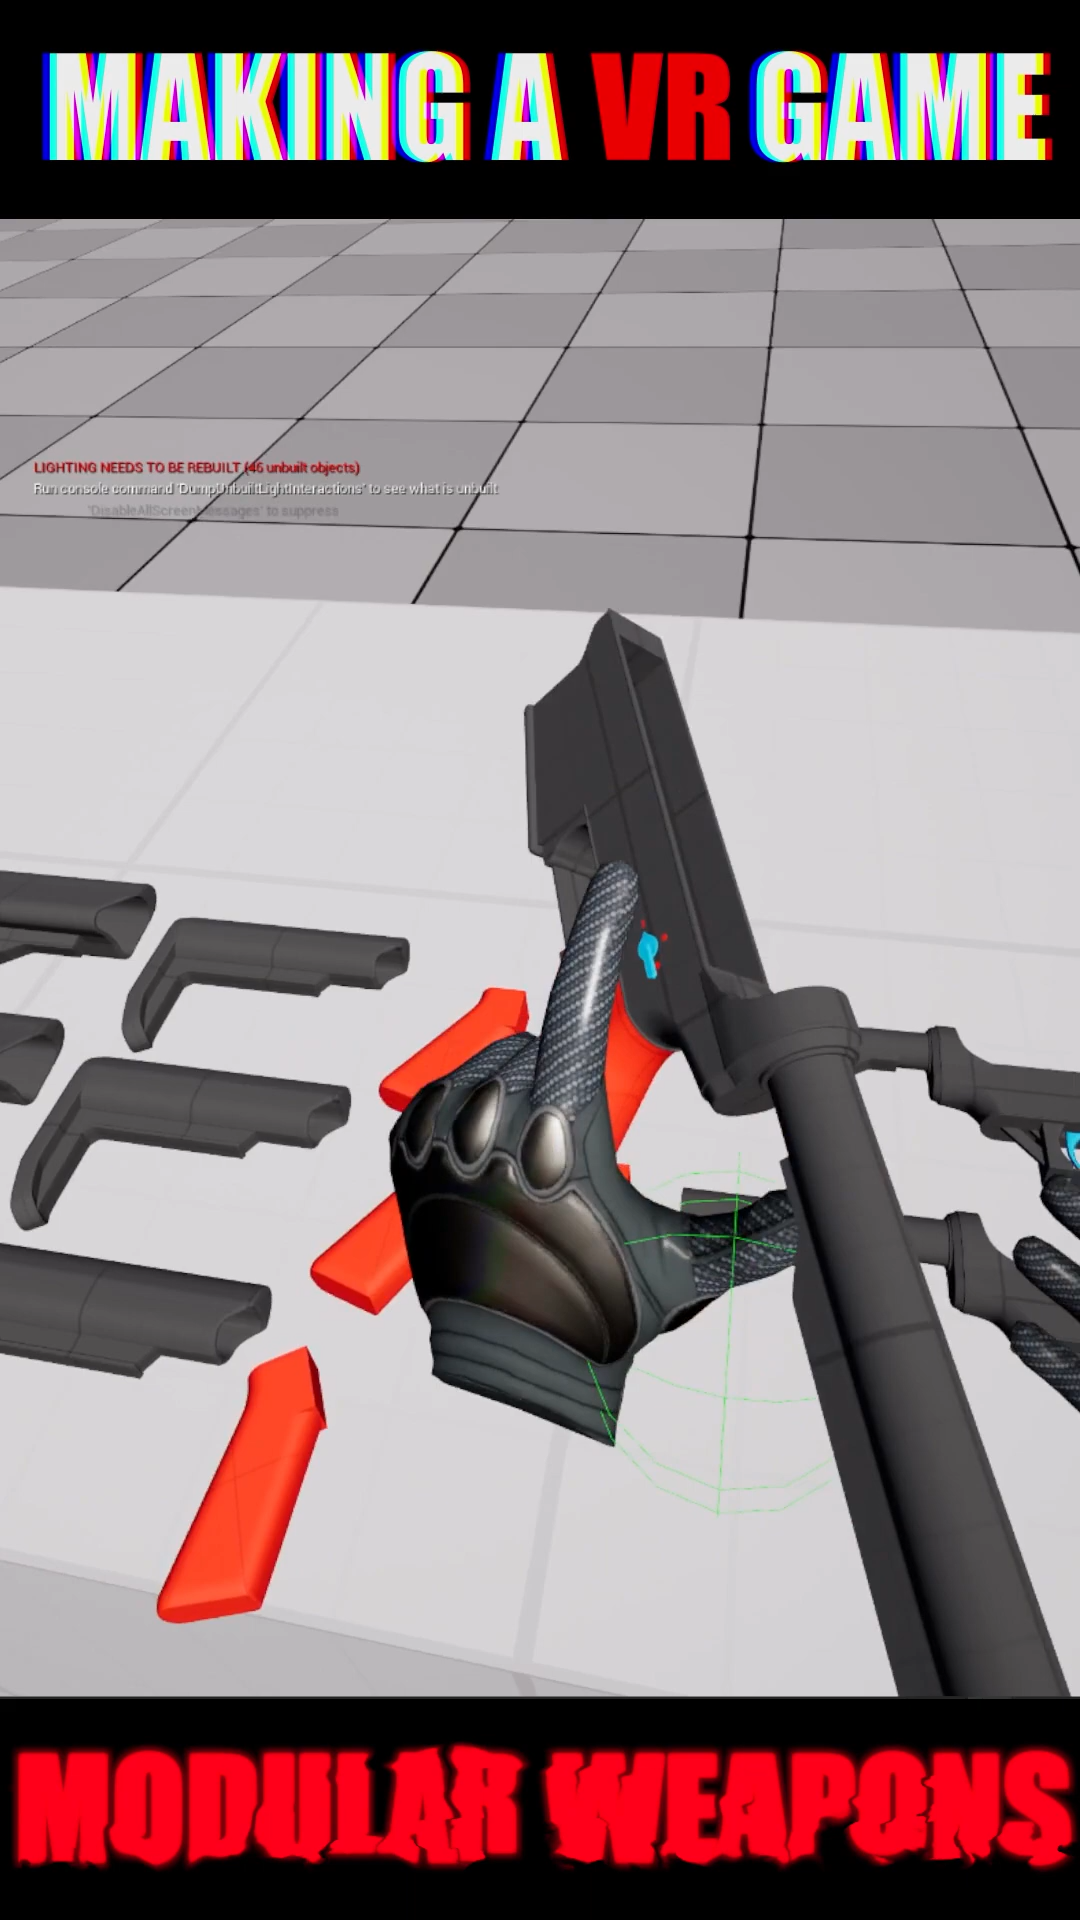 MAKING A VR GAME
LIGHTING NEEDS TO BE REBUILT (46 unbuilt objects)
Run console command 'DumpUnbuiltLightInteractions' to see what is unbuilt
'DisableAllScreenMessages' to suppress
MODULAR WEAPONS